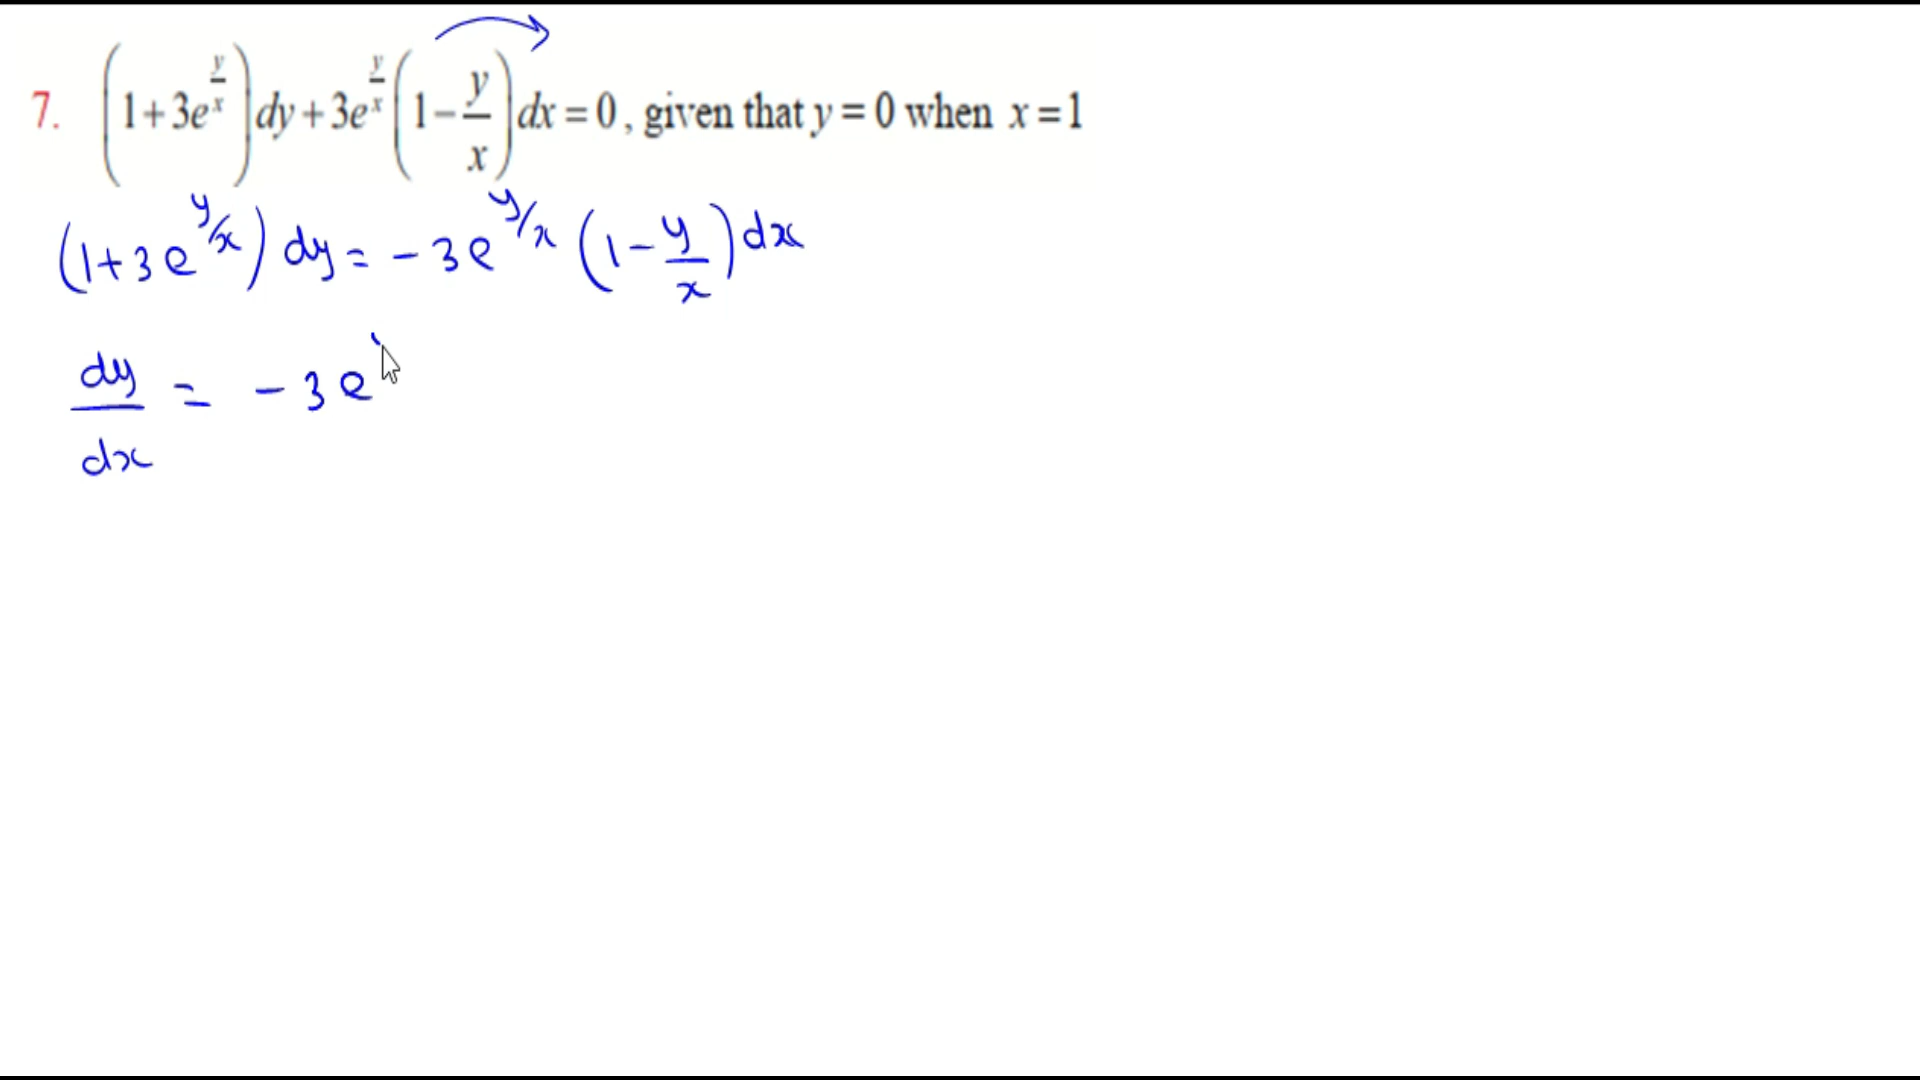 7. (1+3e^{y/x})dy+3e^{y/x}(1-y/x)dx=0, given that y=0 when x=1
(1+3e^{y/x})dy = -3e^{y/x}(1-y/x)dx
dy/dx = -3e